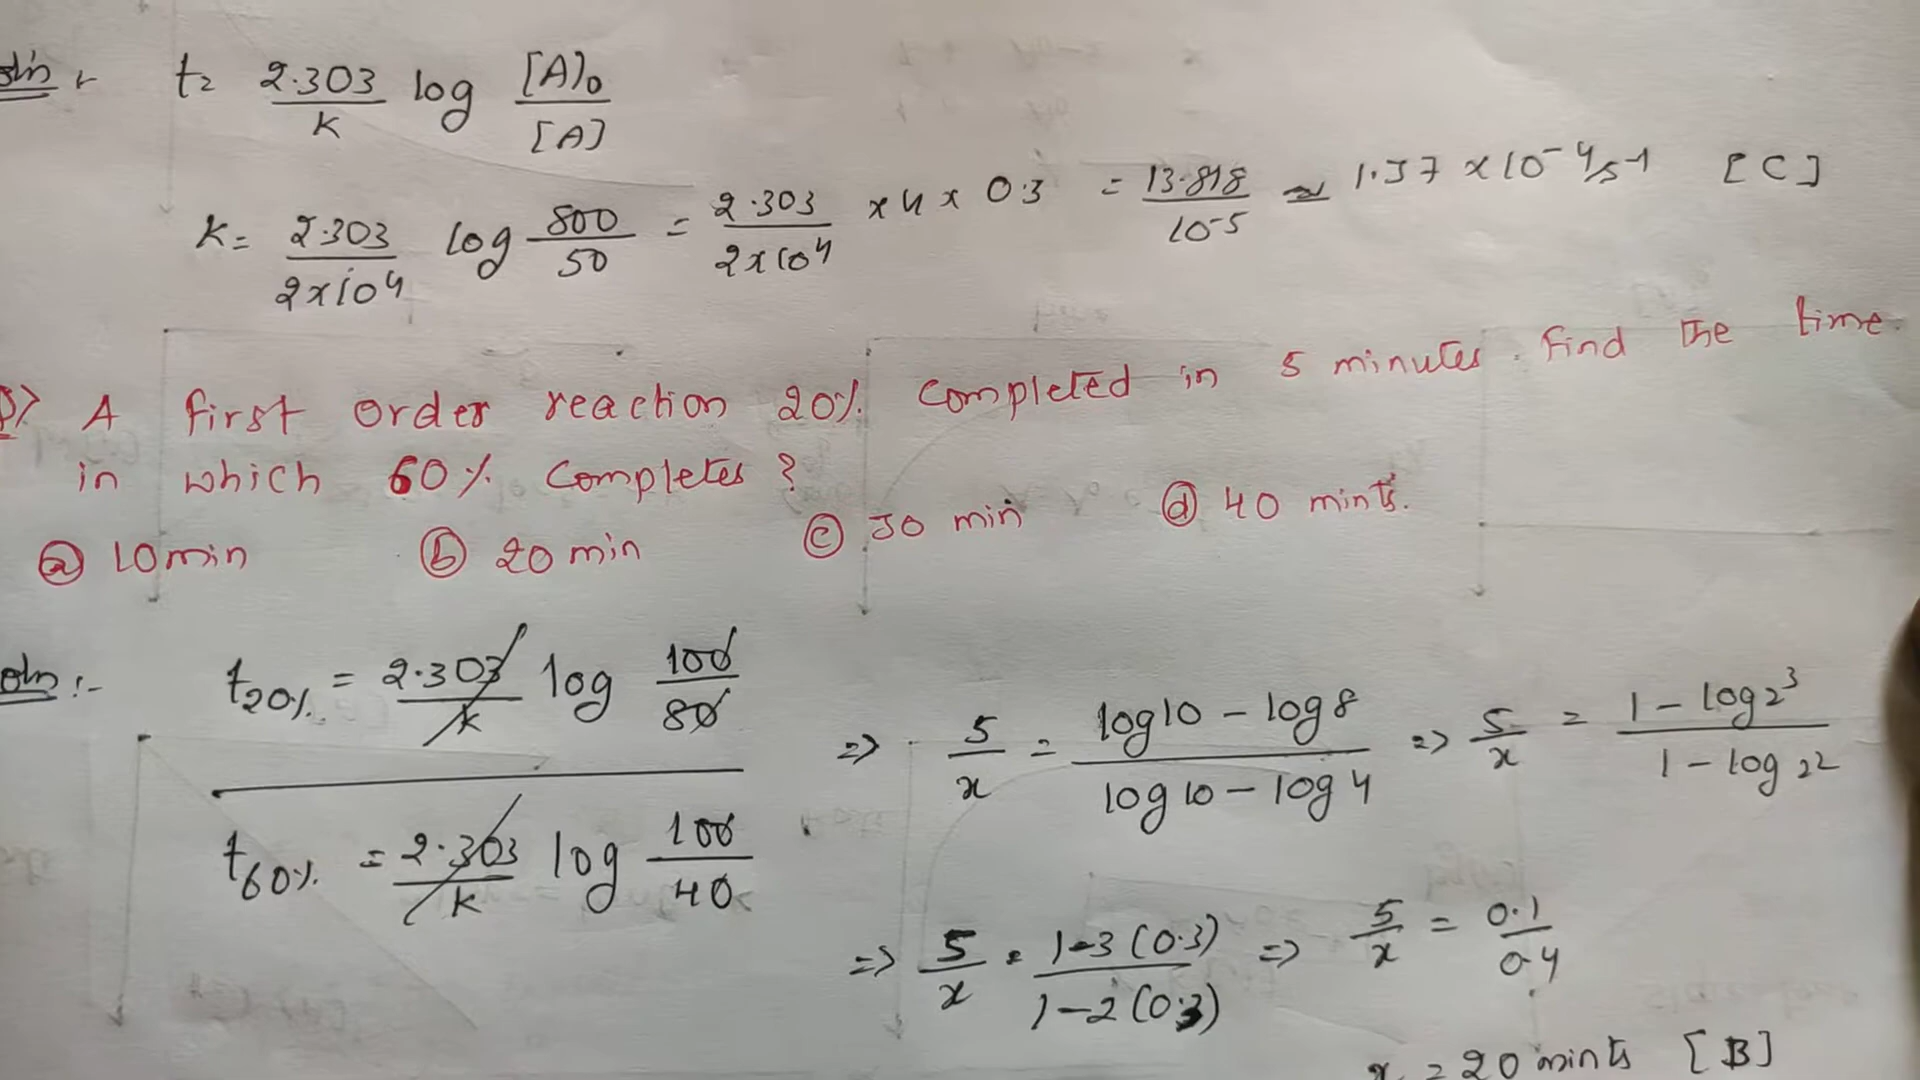 Soln :- t = 2.303/K log [A]0/[A]
K = 2.303/2x10^4 log 800/50 = 2.303/2x10^4 x 4 x 0.3 = 13.818/10^-5 ≃ 1.37 x 10^-4/s^-1 [C]
Q> A first order reaction 20% completed in 5 minutes. find the time
in which 60% completes ?
ⓐ 10min ⓑ 20 min ⓒ 30 min ⓓ 40 mints.
Soln :- t20% = 2.303/K log 100/80
t60% = 2.303/K log 100/40
=> 5/x = log10 - log8/log10 - log4 => 5/x = 1 - log2^3/1 - log2^2
=> 5/x = 1-3(0.3)/1-2(0.3) => 5/x = 0.1/0.4
x = 20 mints [B]